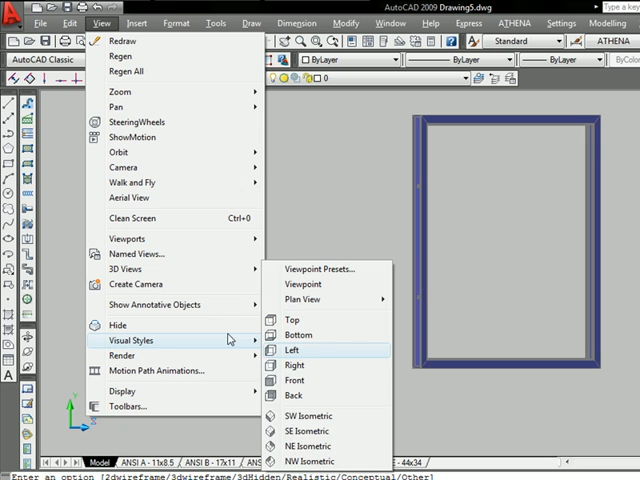 AutoCAD 2009 Drawing5.dwg
File Edit View Insert Format Tools Draw Dimension Modify Window Help Express ATHENA Settings Modelling
Standard ATHENA
AutoCAD Classic ByLayer ByLayer ByColor
0
Redraw
Regen
Regen All
Zoom
Pan
SteeringWheels
ShowMotion
Orbit
Camera
Walk and Fly
Aerial View
Clean Screen Ctrl+0
Viewports
Named Views...
3D Views
Create Camera
Show Annotative Objects
Hide
Visual Styles
Render
Motion Path Animations...
Display
Toolbars...
Viewpoint Presets...
Viewpoint
Plan View
Top
Bottom
Left
Right
Front
Back
SW Isometric
SE Isometric
NE Isometric
NW Isometric
Model ANSI A - 11x8.5 ANSI B - 17x11 E - 44x34
Enter an option [2dwireframe/3dwireframe/3dHidden/Realistic/Conceptual/Other]